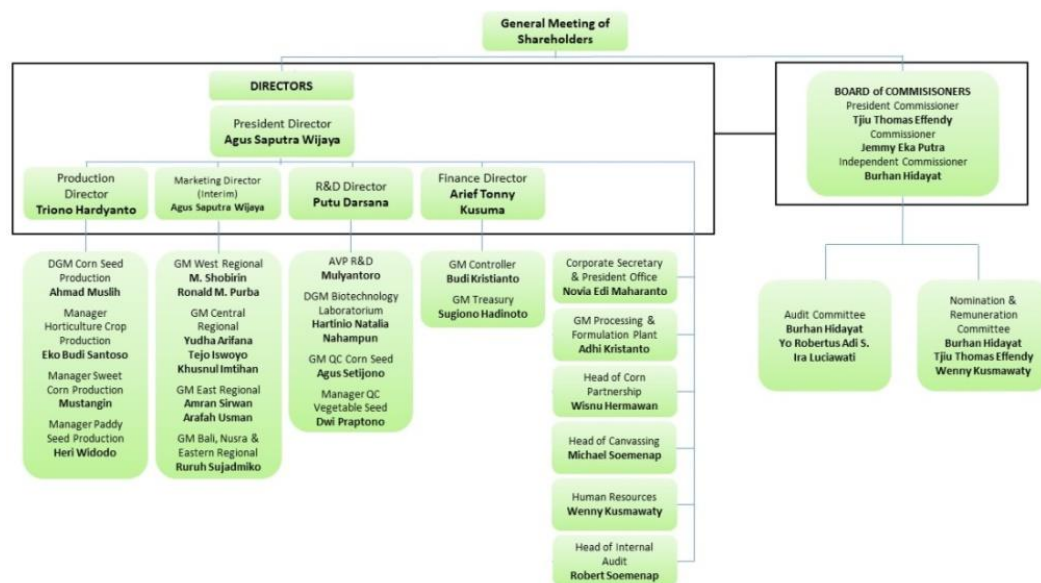 General Meeting of
Shareholders
DIRECTORS
President Director
Agus Saputra Wijaya
Production
Director
Triono Hardyanto
Marketing Director
(Interim)
Agus Saputra Wijaya
R&D Director
Putu Darsana
Finance Director
Arief Tonny
Kusuma
BOARD of COMMISISONERS
President Commissioner
Tjiu Thomas Effendy
Commissioner
Jemmy Eka Putra
Independent Commissioner
Burhan Hidayat
DGM Corn Seed
Production
Ahmad Muslih
Manager
Horticulture Crop
Production
Eko Budi Santoso
Manager Sweet
Corn Production
Mustangin
Manager Paddy
Seed Production
Heri Widodo
GM West Regional
M. Shobirin
Ronald M. Purba
GM Central
Regional
Yudha Arifana
Tejo Iswoyo
Khusnul Imtihan
GM East Regional
Amran Sirwan
Arafah Usman
GM Bali, Nusra &
Eastern Regional
Ruruh Sujadmiko
AVP R&D
Mulyantoro
DGM Biotechnology
Laboratorium
Hartinio Natalia
Nahampun
GM QC Corn Seed
Agus Setijono
Manager QC
Vegetable Seed
Dwi Praptono
GM Controller
Budi Kristianto
GM Treasury
Sugiono Hadinoto
Corporate Secretary
& President Office
Novia Edi Maharanto
GM Processing &
Formulation Plant
Adhi Kristanto
Head of Corn
Partnership
Wisnu Hermawan
Head of Canvassing
Michael Soemenap
Human Resources
Wenny Kusmawaty
Head of Internal
Audit
Robert Soemenap
Audit Committee
Burhan Hidayat
Yo Robertus Adi S.
Ira Luciawati
Nomination &
Remuneration
Committee
Burhan Hidayat
Tjiu Thomas Effendy
Wenny Kusmawaty